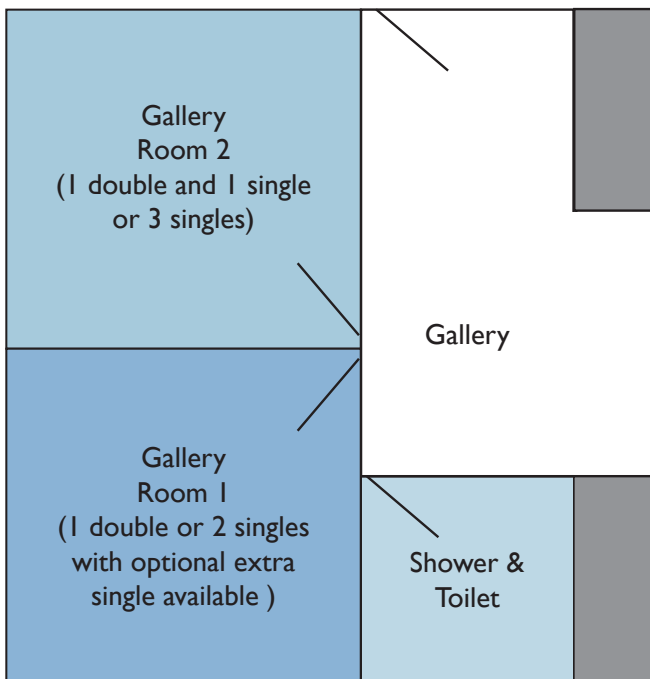 Gallery
Room 2
(1 double and 1 single
or 3 singles)
Gallery
Gallery
Room 1
(1 double or 2 singles
with optional extra
single available )
Shower &
Toilet